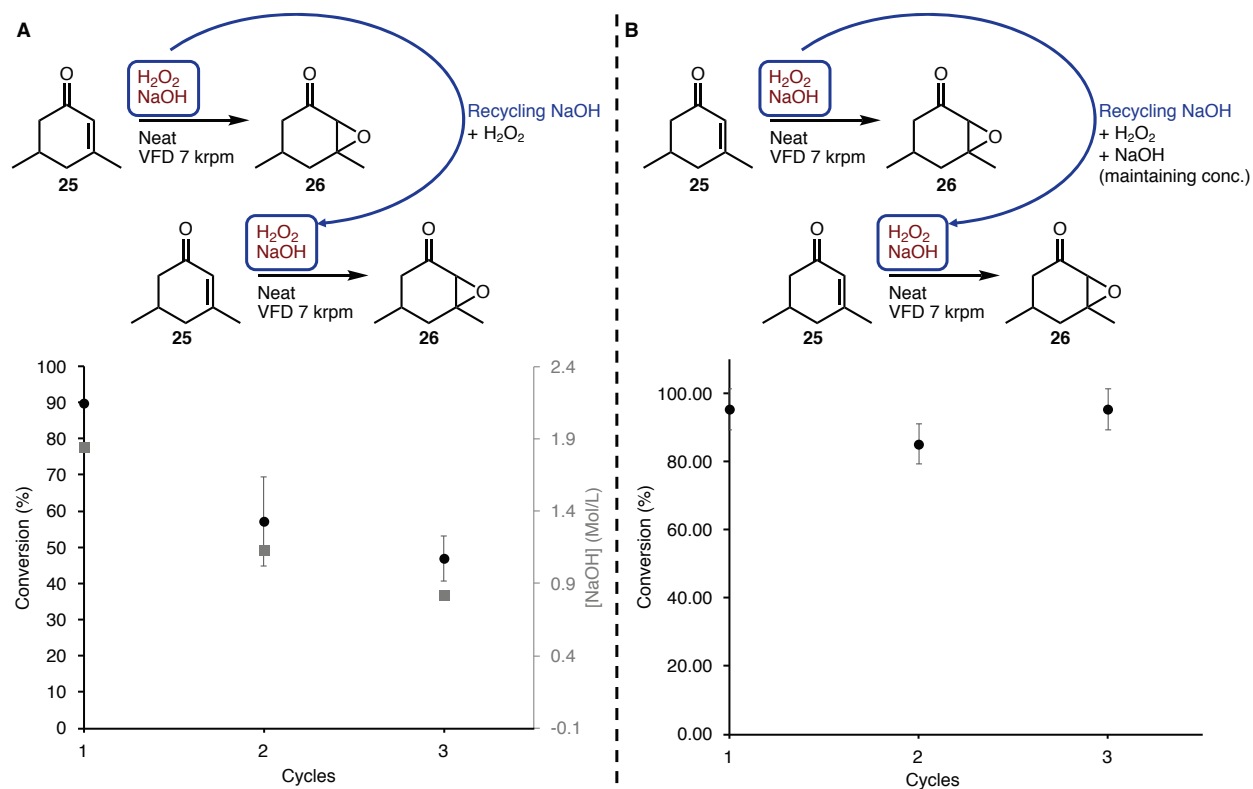 A
O
25
H₂O₂
NaOH
Neat
VFD 7 krpm
O
O
26
Recycling NaOH
+ H₂O₂
O
25
H₂O₂
NaOH
Neat
VFD 7 krpm
O
O
26
100
90
80
70
60
50
40
30
20
10
0
Conversion (%)
2.4
1.9
1.4
0.9
0.4
-0.1
[NaOH] (Mol/L)
1 2 3
Cycles
B
O
25
H₂O₂
NaOH
Neat
VFD 7 krpm
O
O
26
Recycling NaOH
+ H₂O₂
+ NaOH
(maintaining conc.)
O
25
H₂O₂
NaOH
Neat
VFD 7 krpm
O
O
26
100.00
80.00
60.00
40.00
20.00
0.00
Conversion (%)
1 2 3
Cycles